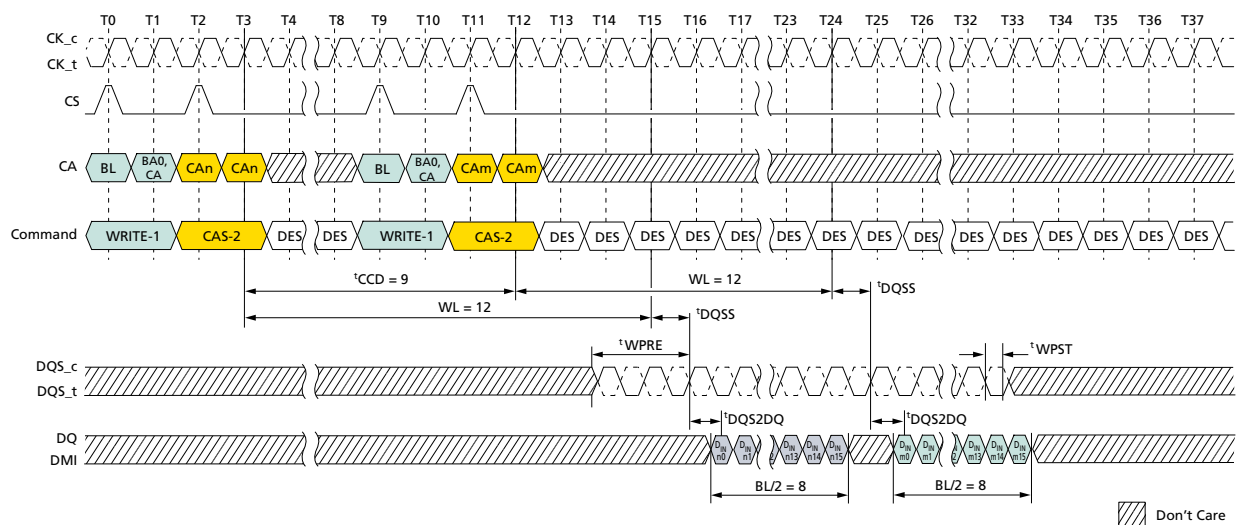 T0 T1 T2 T3 T4 T8 T9 T10 T11 T12 T13 T14 T15 T16 T17 T23 T24 T25 T26 T32 T33 T34 T35 T36 T37
CK_c
CK_t
CS
CA BL BA0, CA CAn CAn BL BA0, CA CAm CAm
Command WRITE-1 CAS-2 DES DES WRITE-1 CAS-2 DES DES DES DES DES DES DES DES DES DES DES DES DES DES DES
tCCD = 9 WL = 12 tDQSS
WL = 12 tDQSS
tWPRE tWPST
DQS_c
DQS_t
tDQS2DQ tDQS2DQ
DQ
DMI
DIN n0 DIN n1 DIN n13 DIN n14 DIN n15 DIN m0 DIN m1 DIN m13 DIN m14 DIN m15
BL/2 = 8 BL/2 = 8
Don't Care